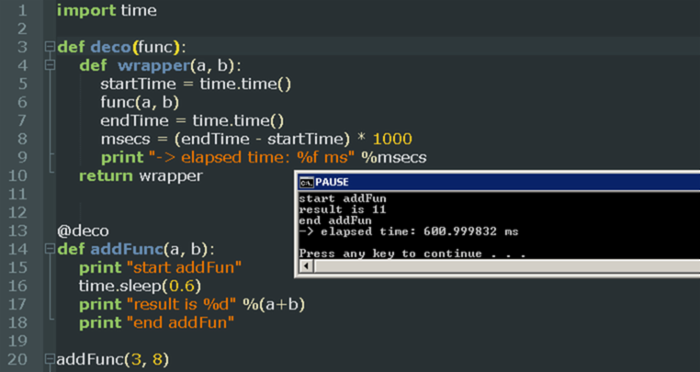 1 import time
2
3 def deco(func):
4 def wrapper(a, b):
5 startTime = time.time()
6 func(a, b)
7 endTime = time.time()
8 msecs = (endTime - startTime) * 1000
9 print "-> elapsed time: %f ms" %msecs
10 return wrapper
11
12
13 @deco
14 def addFunc(a, b):
15 print "start addFun"
16 time.sleep(0.6)
17 print "result is %d" %(a+b)
18 print "end addFun"
19
20 addFunc(3, 8)
PAUSE
start addFun
result is 11
end addFun
-> elapsed time: 600.999832 ms
Press any key to continue . . .